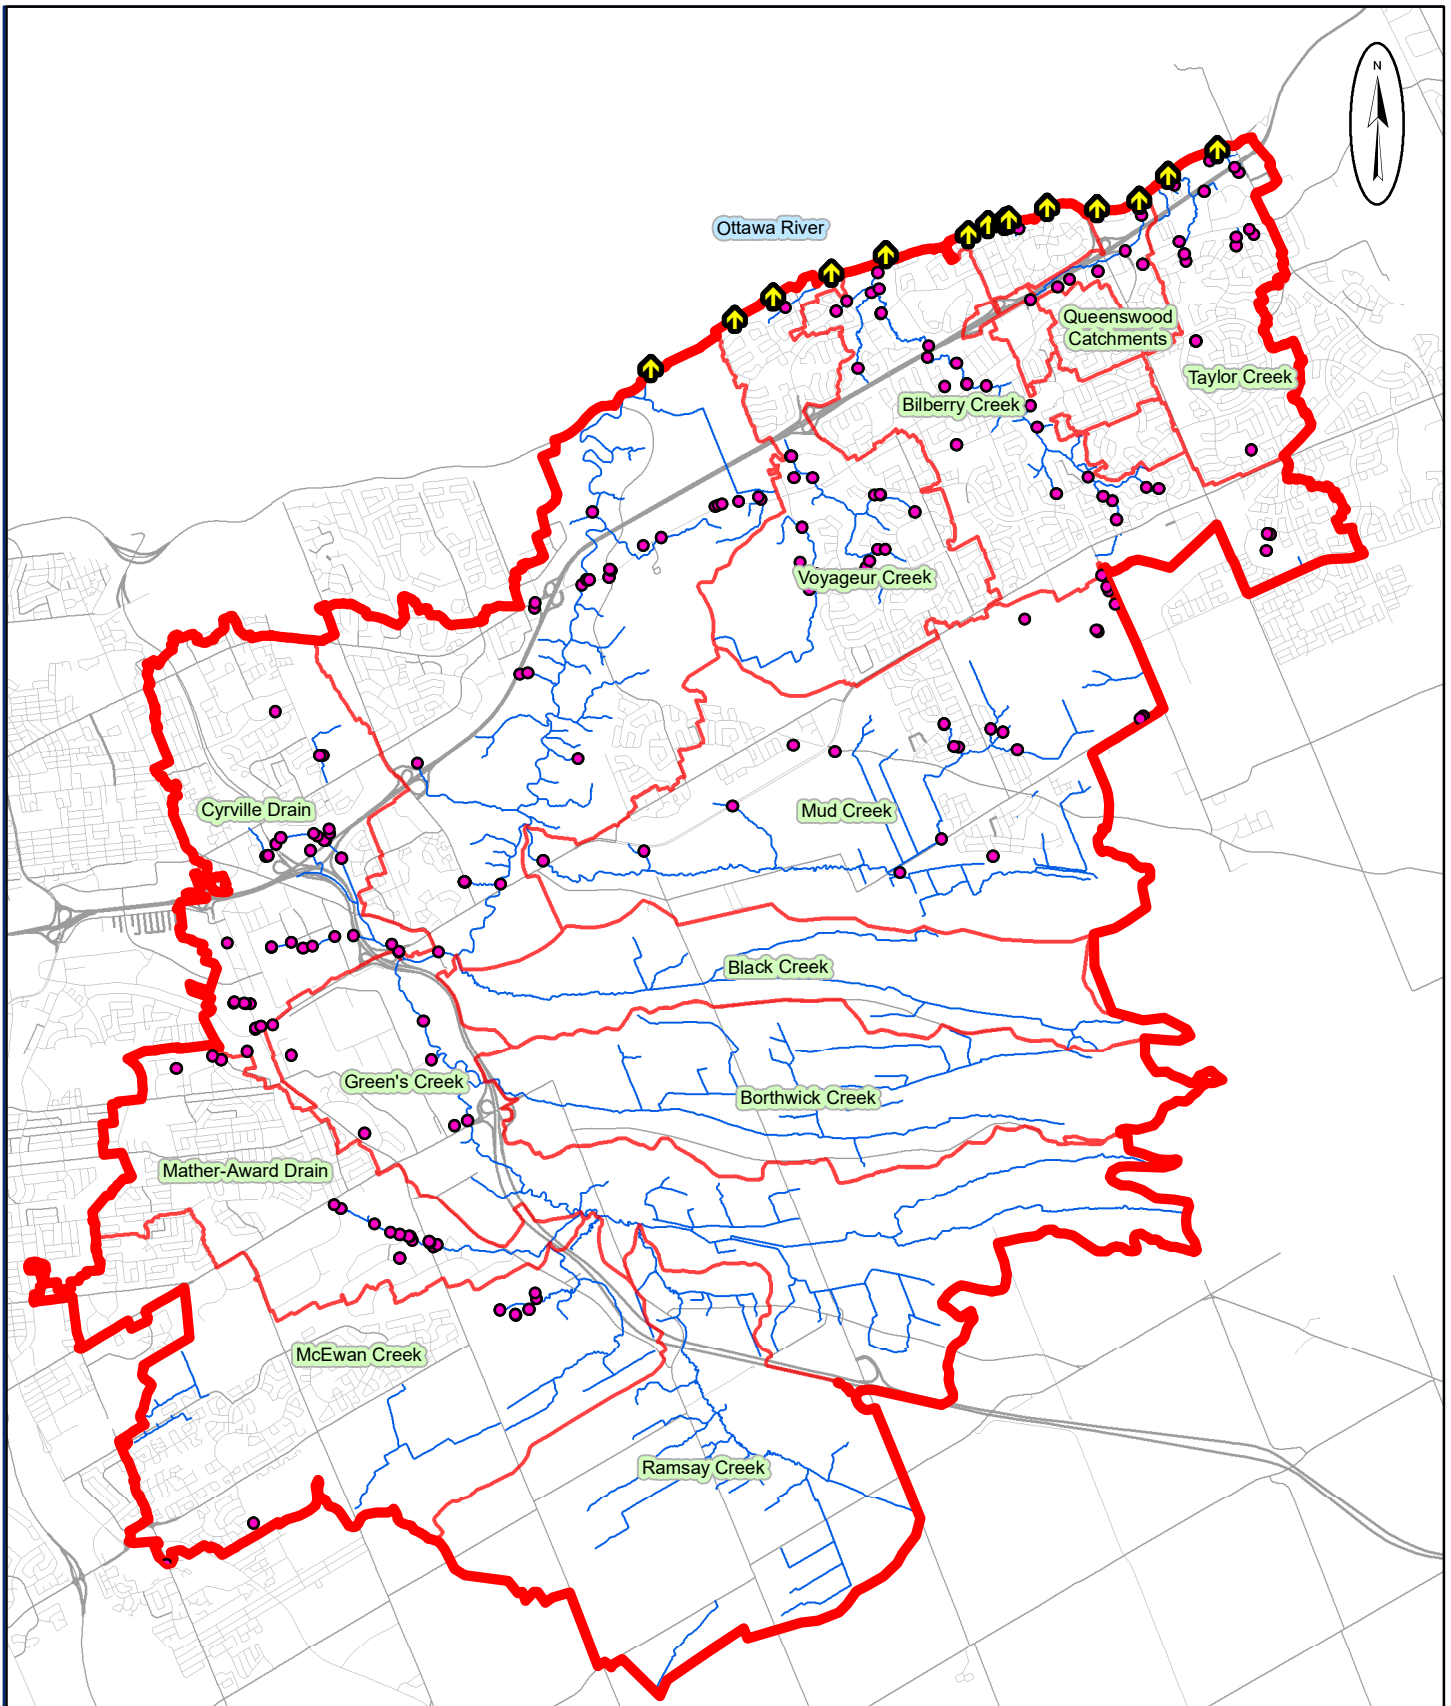 N
Ottawa River
Queenswood
Catchments
Taylor Creek
Bilberry Creek
Voyageur Creek
Cyrville Drain
Mud Creek
Black Creek
Green's Creek
Borthwick Creek
Mather-Award Drain
McEwan Creek
Ramsay Creek